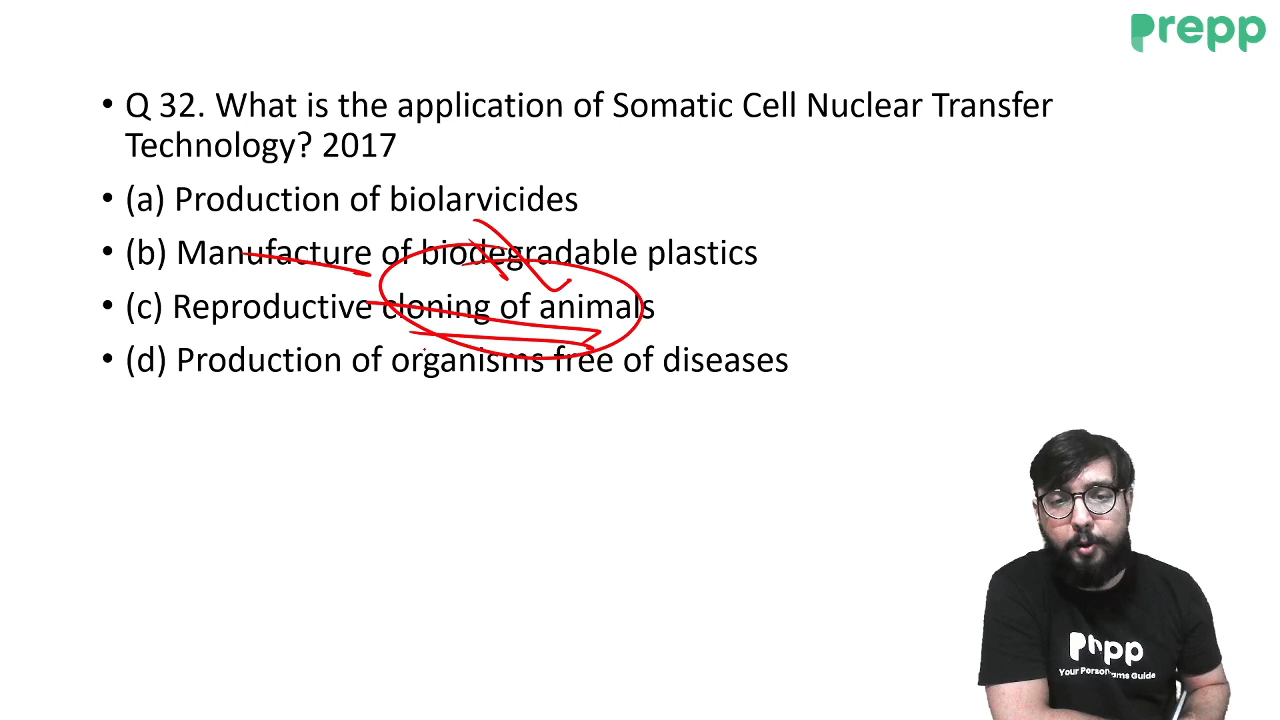 prepp
• Q 32. What is the application of Somatic Cell Nuclear Transfer
Technology? 2017
• (a) Production of biolarvicides
• (b) Manufacture of biodegradable plastics
• (c) Reproductive cloning of animals
• (d) Production of organisms free of diseases